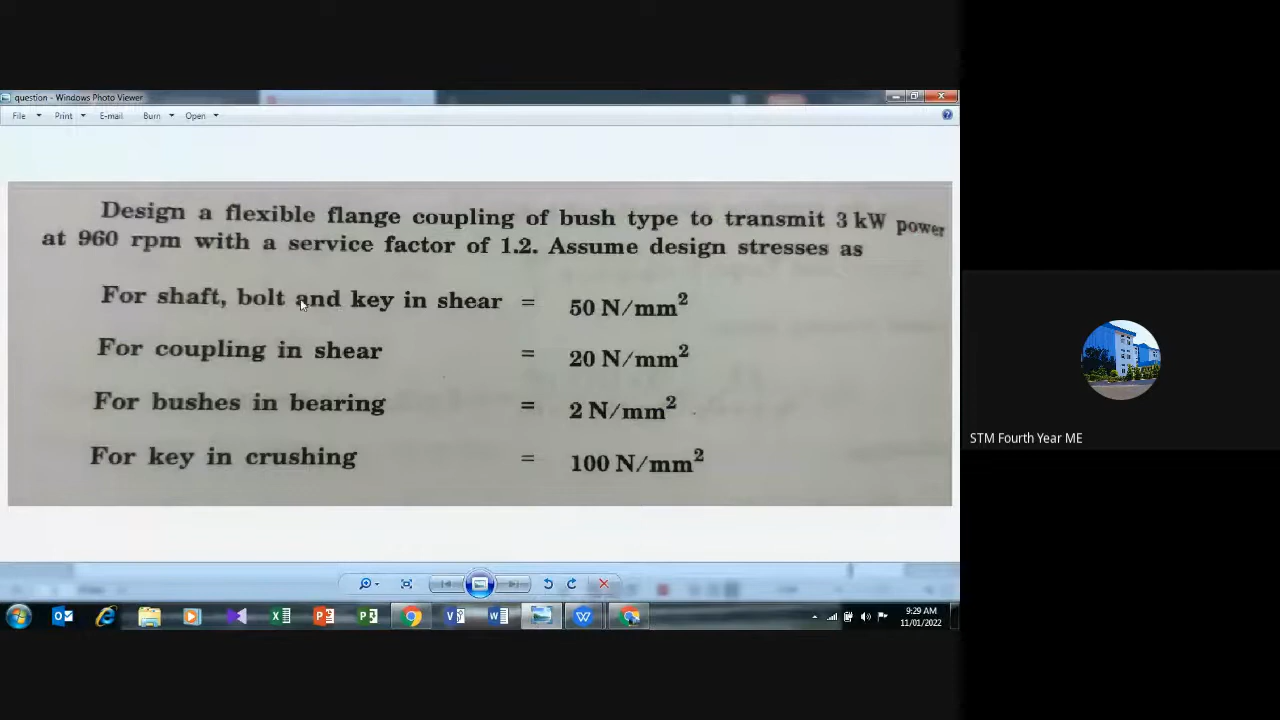 question - Windows Photo Viewer
File Print E-mail Burn Open
Design a flexible flange coupling of bush type to transmit 3 kW power
at 960 rpm with a service factor of 1.2. Assume design stresses as
For shaft, bolt and key in shear = 50 N/mm²
For coupling in shear = 20 N/mm²
For bushes in bearing = 2 N/mm²
For key in crushing = 100 N/mm²
STM Fourth Year ME
9:29 AM
11/01/2022